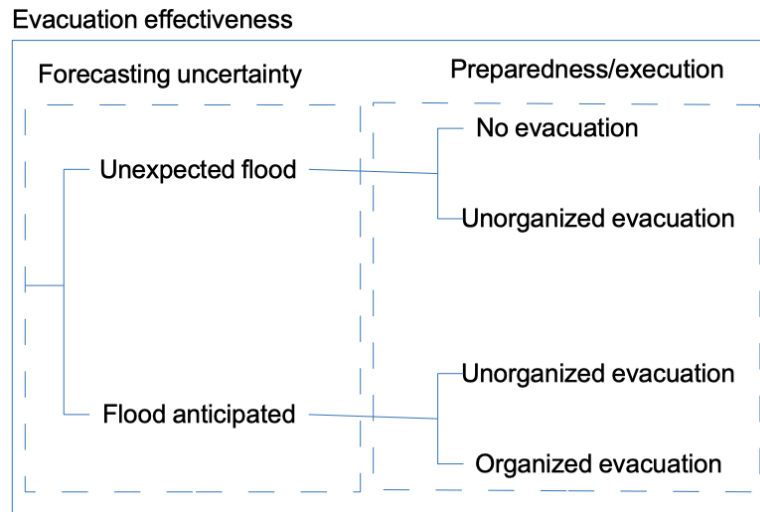 Evacuation effectiveness
Forecasting uncertainty
Preparedness/execution
No evacuation
Unexpected flood
Unorganized evacuation
Unorganized evacuation
Flood anticipated
Organized evacuation